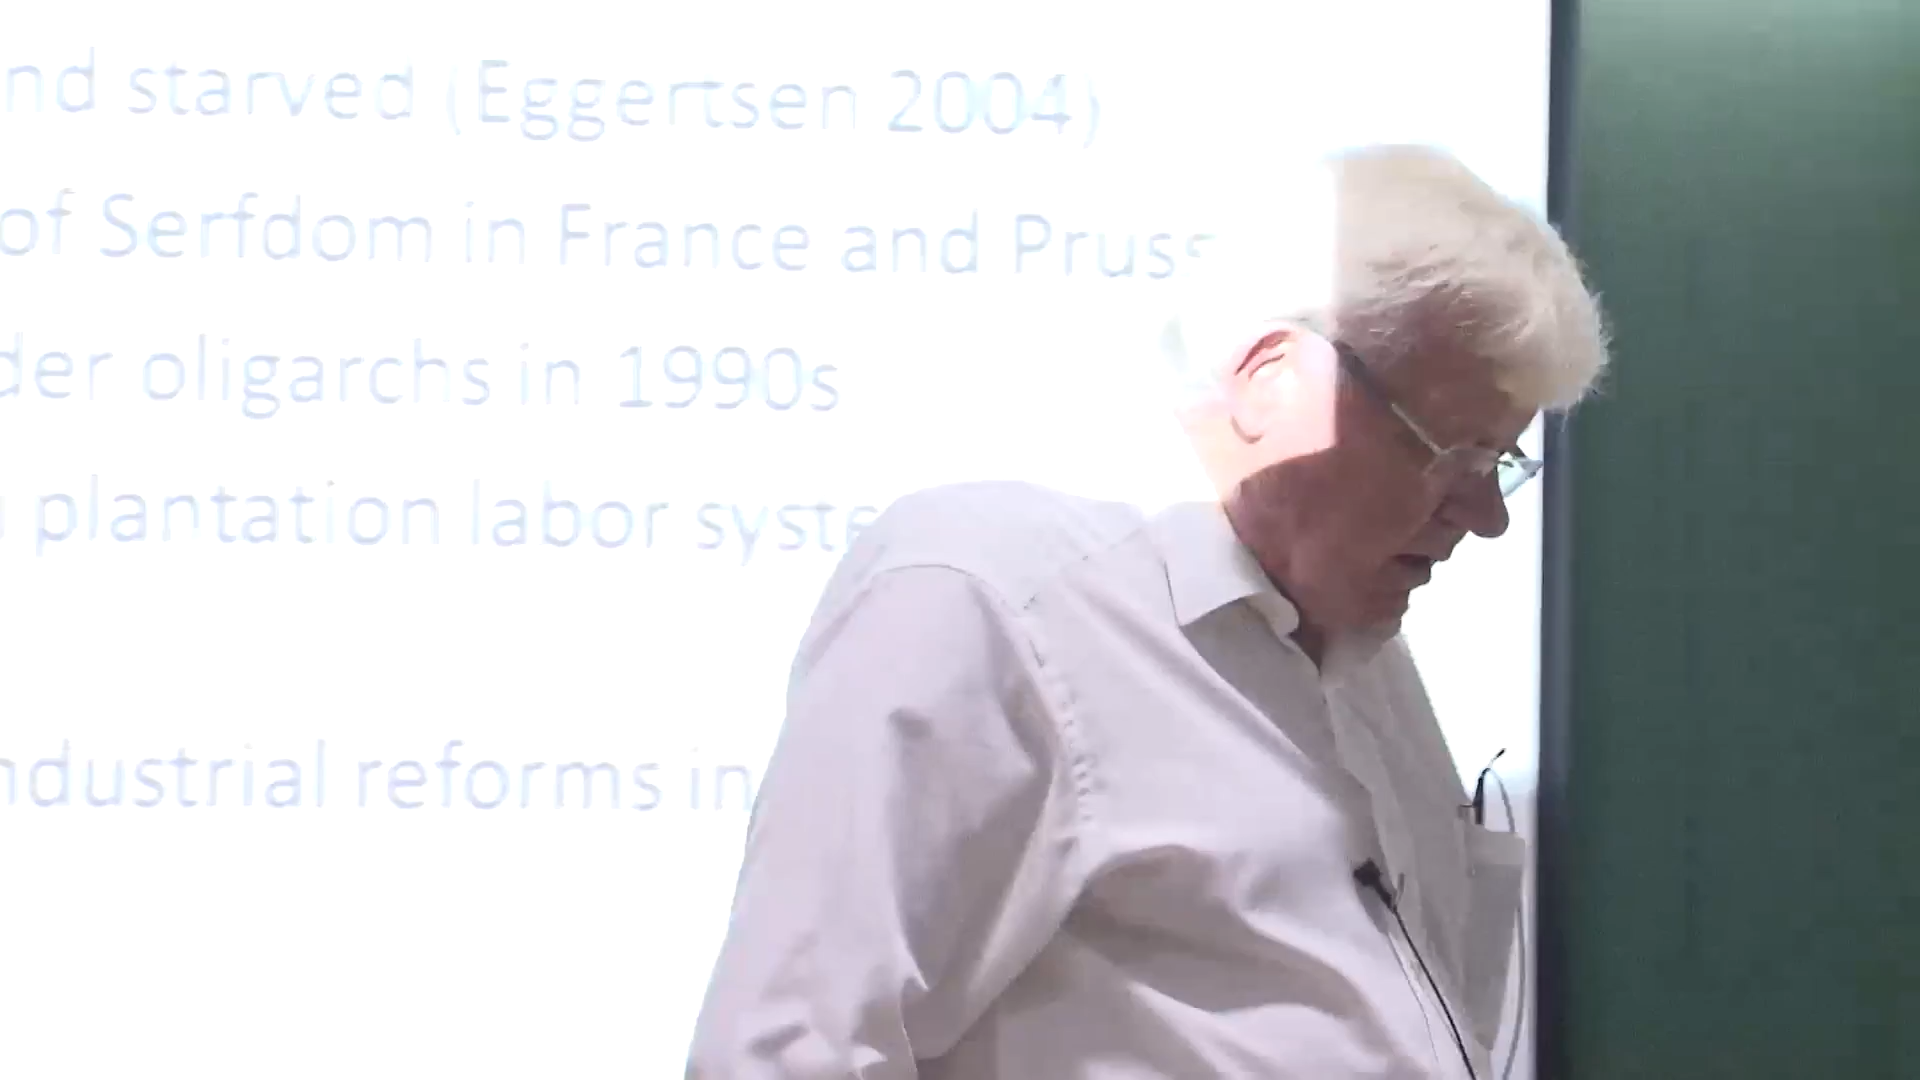 nd starved (Eggertsen 2004)
of Serfdom in France and Pruss
der oligarchs in 1990s
plantation labor syste
ndustrial reforms in